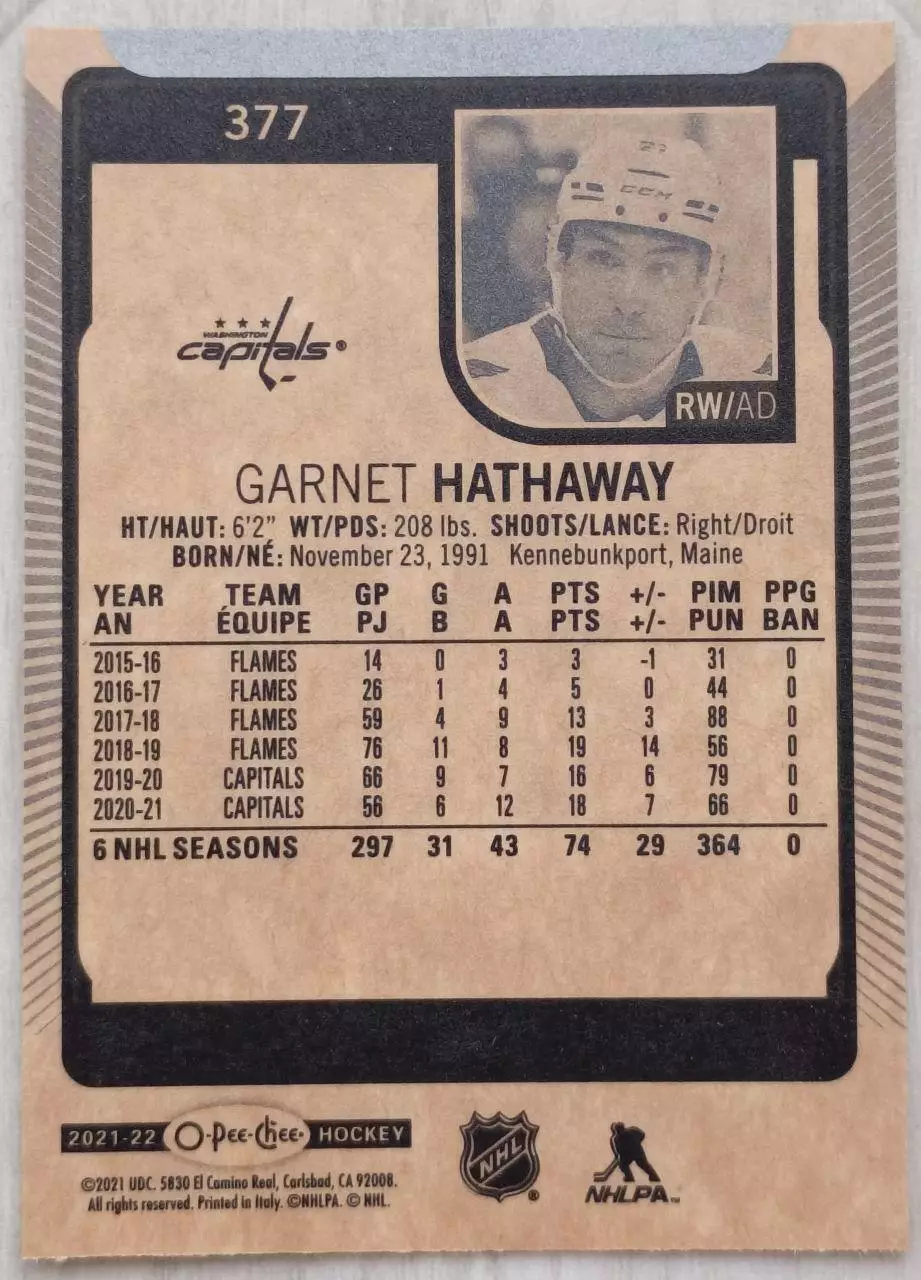 377
21
CCM
WASHINGTON
capitals®
RW/AD
GARNET HATHAWAY
HT/HAUT: 6'2" WT/PDS: 208 lbs. SHOOTS/LANCE: Right/Droit
BORN/NÉ: November 23, 1991 Kennebunkport, Maine
YEAR TEAM GP G A PTS +/- PIM PPG
AN ÉQUIPE PJ B A PTS +/- PUN BAN
2015-16 FLAMES 14 0 3 3 -1 31 0
2016-17 FLAMES 26 1 4 5 0 44 0
2017-18 FLAMES 59 4 9 13 3 88 0
2018-19 FLAMES 76 11 8 19 14 56 0
2019-20 CAPITALS 66 9 7 16 6 79 0
2020-21 CAPITALS 56 6 12 18 7 66 0
6 NHL SEASONS 297 31 43 74 29 364 0
2021-22 O-Pee-Chee® HOCKEY
©2021 UDC. 5830 El Camino Real, Carlsbad, CA 92008.
All rights reserved. Printed in Italy. ©NHLPA. © NHL.
NHL®
NHLPA™